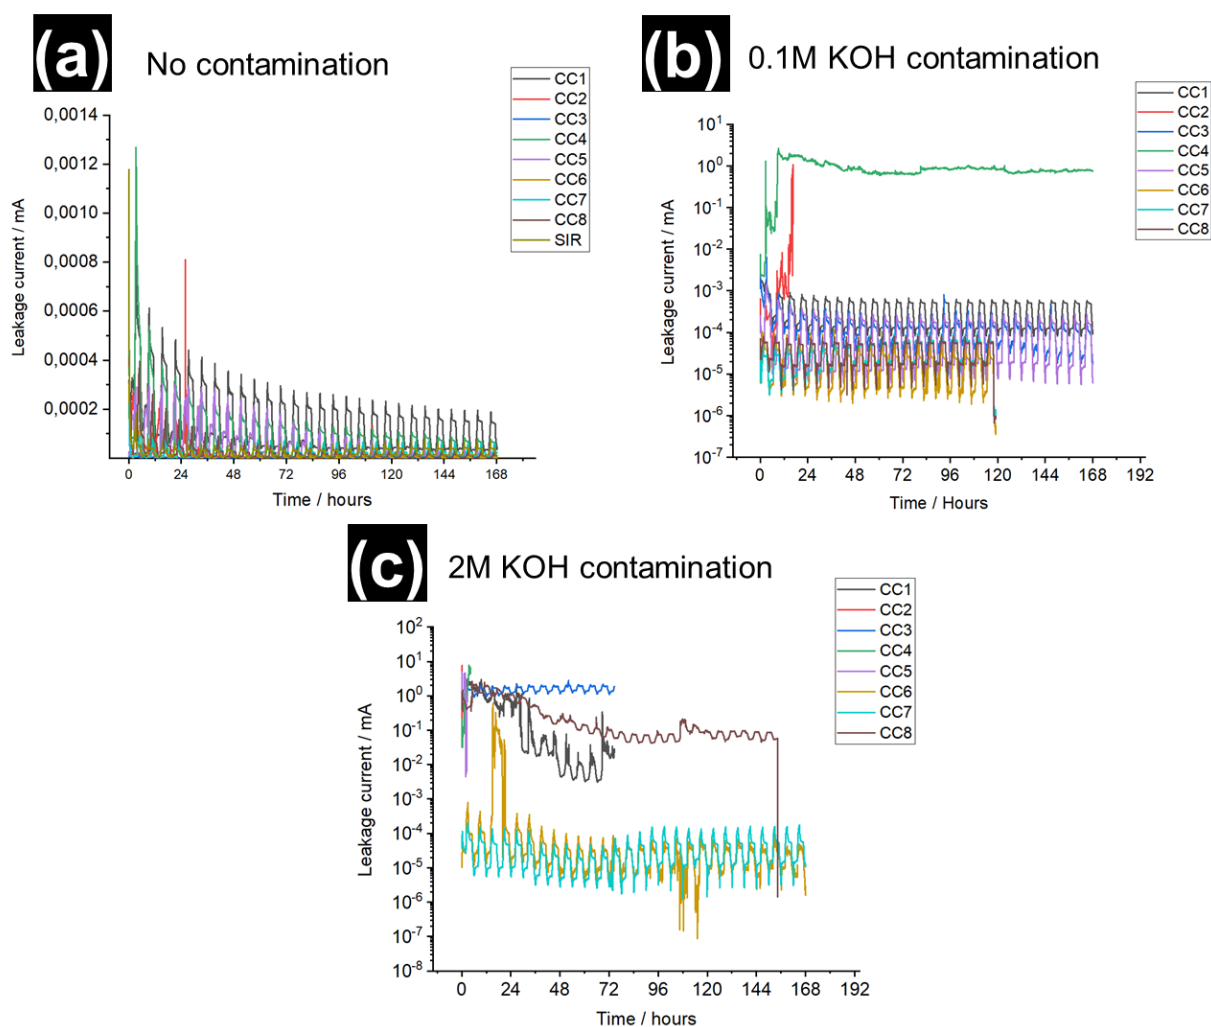 (a) No contamination
CC1
CC2
CC3
CC4
CC5
CC6
CC7
CC8
SIR
0,0014
0,0012
0,0010
0,0008
0,0006
0,0004
0,0002
Leakage current / mA
0 24 48 72 96 120 144 168
Time / hours
(b) 0.1M KOH contamination
CC1
CC2
CC3
CC4
CC5
CC6
CC7
CC8
10¹
10⁰
10⁻¹
10⁻²
10⁻³
10⁻⁴
10⁻⁵
10⁻⁶
10⁻⁷
Leakage current / mA
0 24 48 72 96 120 144 168 192
Time / Hours
(c) 2M KOH contamination
CC1
CC2
CC3
CC4
CC5
CC6
CC7
CC8
10²
10¹
10⁰
10⁻¹
10⁻²
10⁻³
10⁻⁴
10⁻⁵
10⁻⁶
10⁻⁷
10⁻⁸
Leakage current / mA
0 24 48 72 96 120 144 168 192
Time / hours